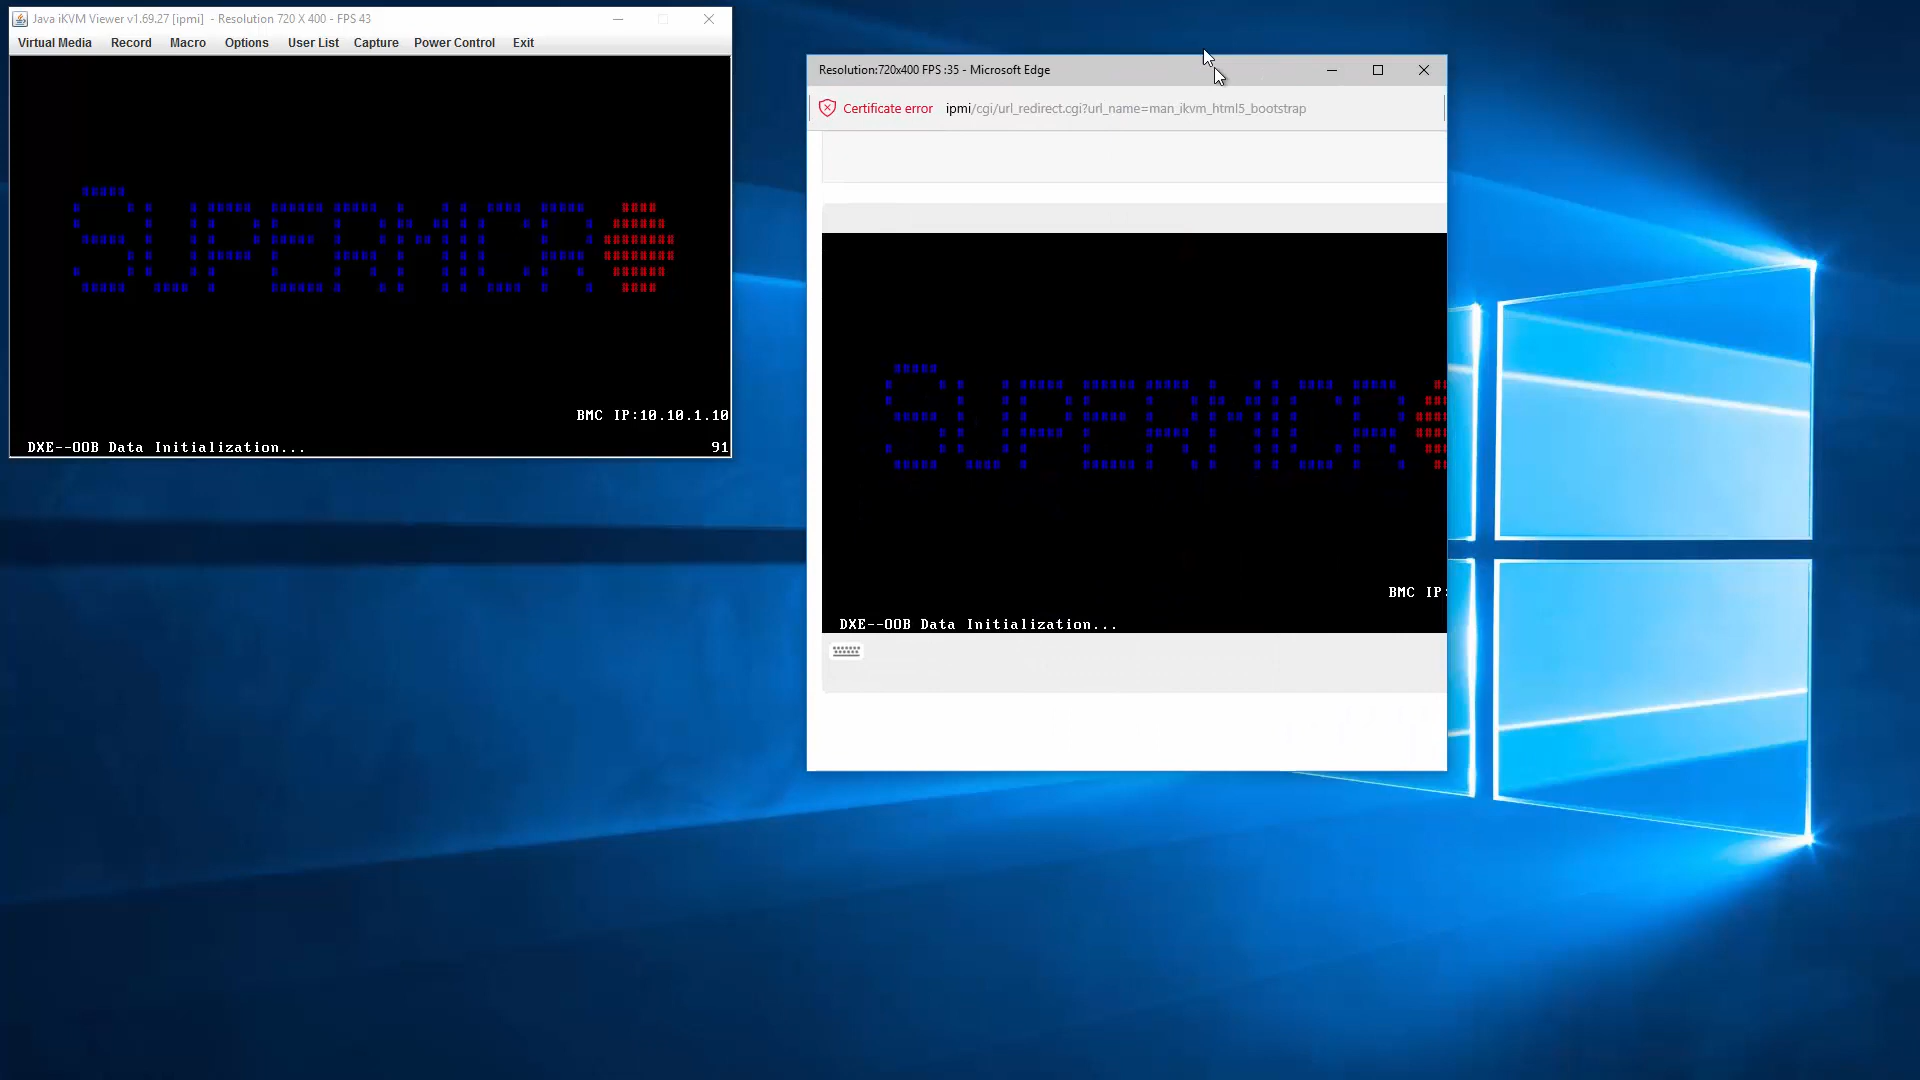 Java iKVM Viewer v1.69.27 [ipmi] - Resolution 720 X 400 - FPS 43
Virtual Media Record Macro Options User List Capture Power Control Exit
SUPERMICR
BMC IP:10.10.1.10
DXE--OOB Data Initialization... 91
Resolution:720x400 FPS :35 - Microsoft Edge
Certificate error ipmi/cgi/url_redirect.cgi?url_name=man_ikvm_html5_bootstrap
SUPERMICR
BMC IP:
DXE--OOB Data Initialization...